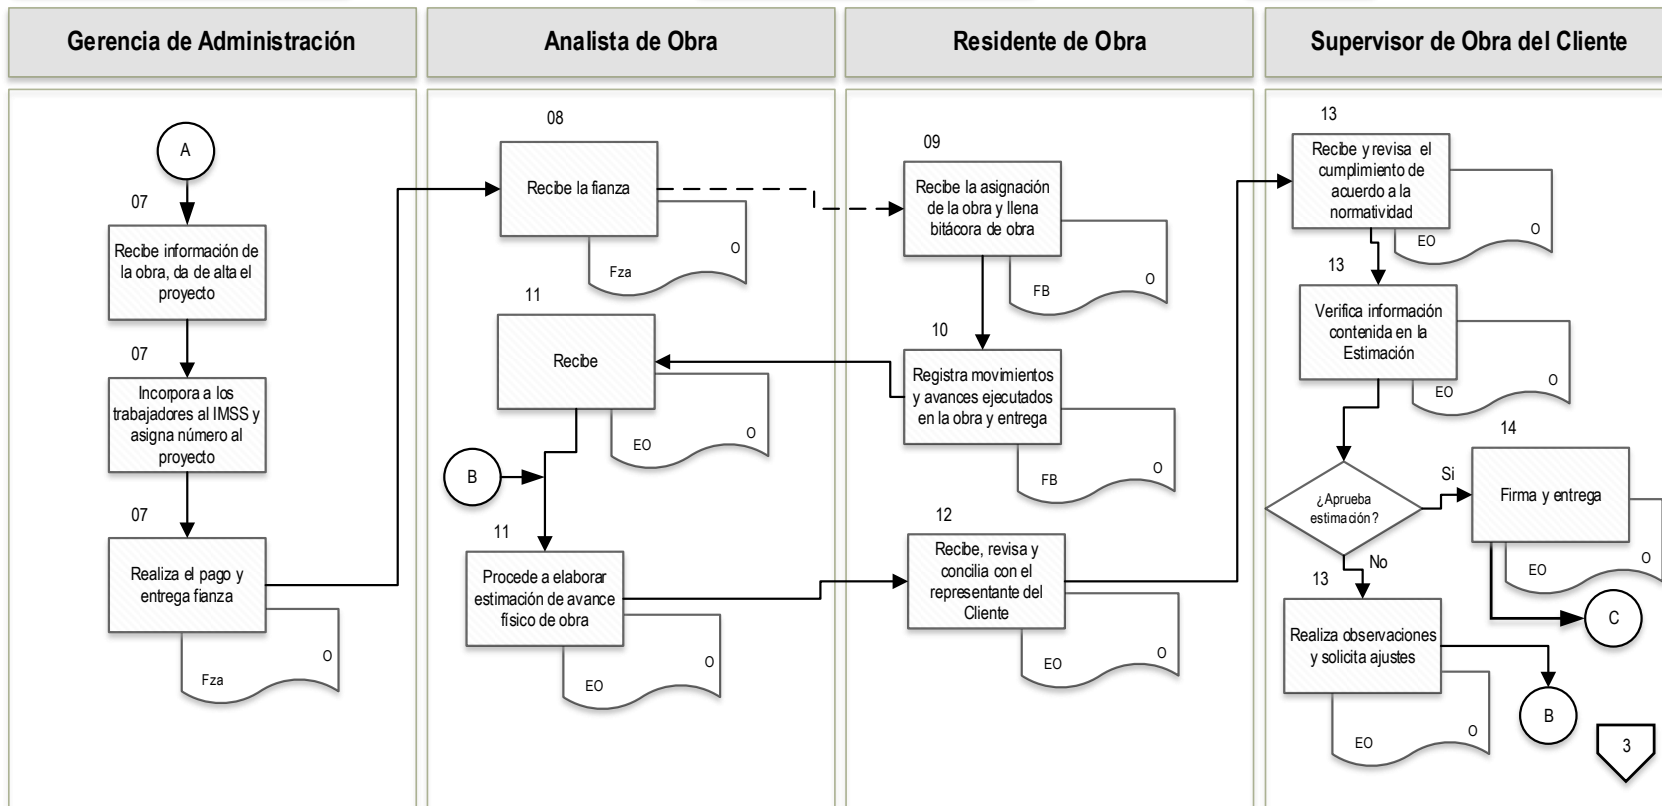 Gerencia de Administración
Analista de Obra
Residente de Obra
Supervisor de Obra del Cliente
A
07
Recibe información de
la obra, da de alta el
proyecto
07
Incorpora a los
trabajadores al IMSS y
asigna número al
proyecto
07
Realiza el pago y
entrega fianza
O
Fza
08
Recibe la fianza
O
Fza
11
Recibe
O
EO
B
11
Procede a elaborar
estimación de avance
físico de obra
O
EO
09
Recibe la asignación
de la obra y llena
bitácora de obra
O
FB
10
Registra movimientos
y avances ejecutados
en la obra y entrega
O
FB
12
Recibe, revisa y
concilia con el
representante del
Cliente
O
EO
13
Recibe y revisa el
cumplimiento de
acuerdo a la
normatividad
O
EO
13
Verifica información
contenida en la
Estimación
O
EO
¿Aprueba
estimación?
Si
14
Firma y entrega
O
EO
C
No
13
Realiza observaciones
y solicita ajustes
O
EO
B
3